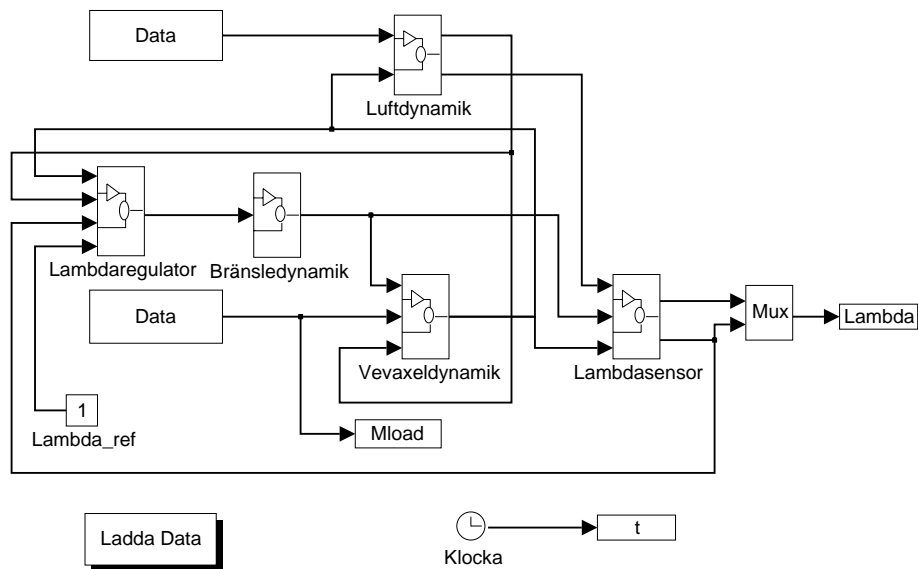 Data
Luftdynamik
Lambdaregulator
Bränsledynamik
Data
Vevaxeldynamik
Lambdasensor
Mux
Lambda
1
Lambda_ref
Mload
Ladda Data
Klocka
t